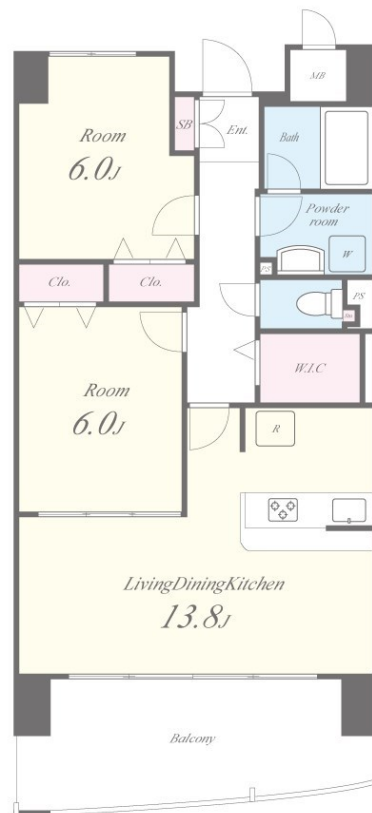 MB
Room
6.0J
SB
Ent.
Bath
Powder
room
W
PS
Clo.
Clo.
PS
W.I.C
Room
6.0J
R
LivingDiningKitchen
13.8J
Balcony